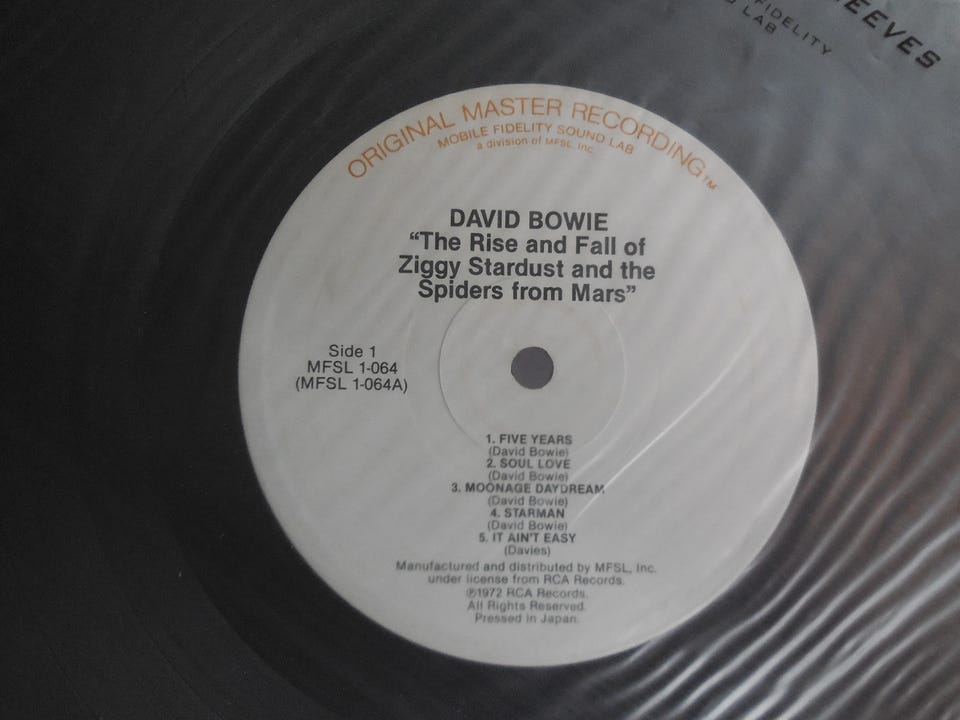 EEVES
FIDELITY
LAB
ORIGINAL MASTER RECORDING™
MOBILE FIDELITY SOUND LAB
a division of MFSL, Inc.
DAVID BOWIE
“The Rise and Fall of
Ziggy Stardust and the
Spiders from Mars”
Side 1
MFSL 1-064
(MFSL 1-064A)
1. FIVE YEARS
(David Bowie)
2. SOUL LOVE
(David Bowie)
3. MOONAGE DAYDREAM
(David Bowie)
4. STARMAN
(David Bowie)
5. IT AIN'T EASY
(Davies)
Manufactured and distributed by MFSL, Inc.
under license from RCA Records.
℗1972 RCA Records.
All Rights Reserved.
Pressed in Japan.